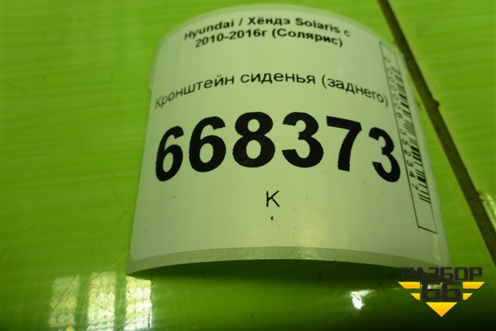 Hyundai / Хёндэ Solaris с
2010-2016г (Солярис)
Кронштейн сиденья (заднего)
668373
К
РАЗБОР
66